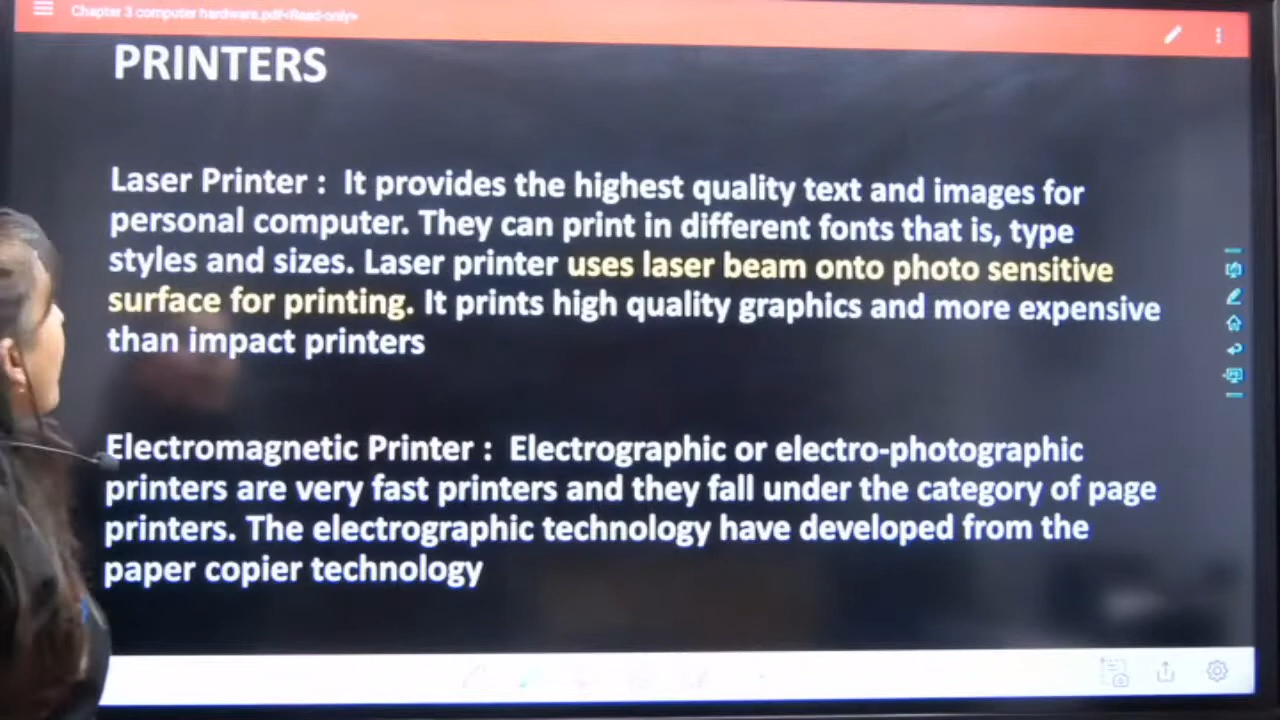 Chapter 3 computer hardware.pdf<Read-only>
PRINTERS
Laser Printer : It provides the highest quality text and images for
personal computer. They can print in different fonts that is, type
styles and sizes. Laser printer uses laser beam onto photo sensitive
surface for printing. It prints high quality graphics and more expensive
than impact printers
Electromagnetic Printer : Electrographic or electro-photographic
printers are very fast printers and they fall under the category of page
printers. The electrographic technology have developed from the
paper copier technology